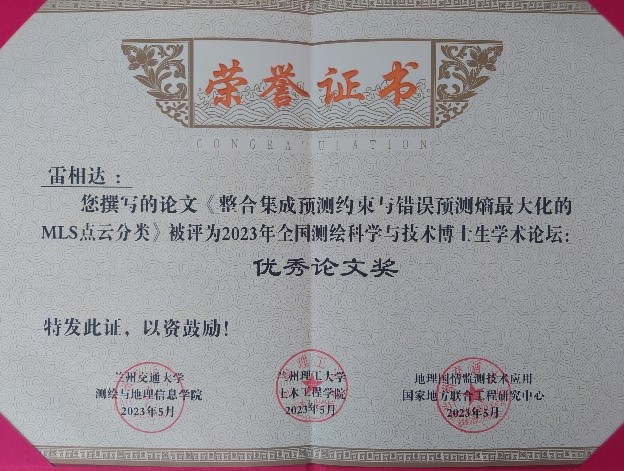 荣誉证书
CONGRATULATION
雷相达：
您撰写的论文《整合集成预测约束与错误预测熵最大化的
MLS点云分类》被评为2023年全国测绘科学与技术博士生学术论坛：
优秀论文奖
特发此证，以资鼓励！
兰州交通大学
测绘与地理信息学院
2023年5月
兰州理工大学
土木工程学院
2023年5月
地理国情监测技术应用
国家地方联合工程研究中心
2023年5月